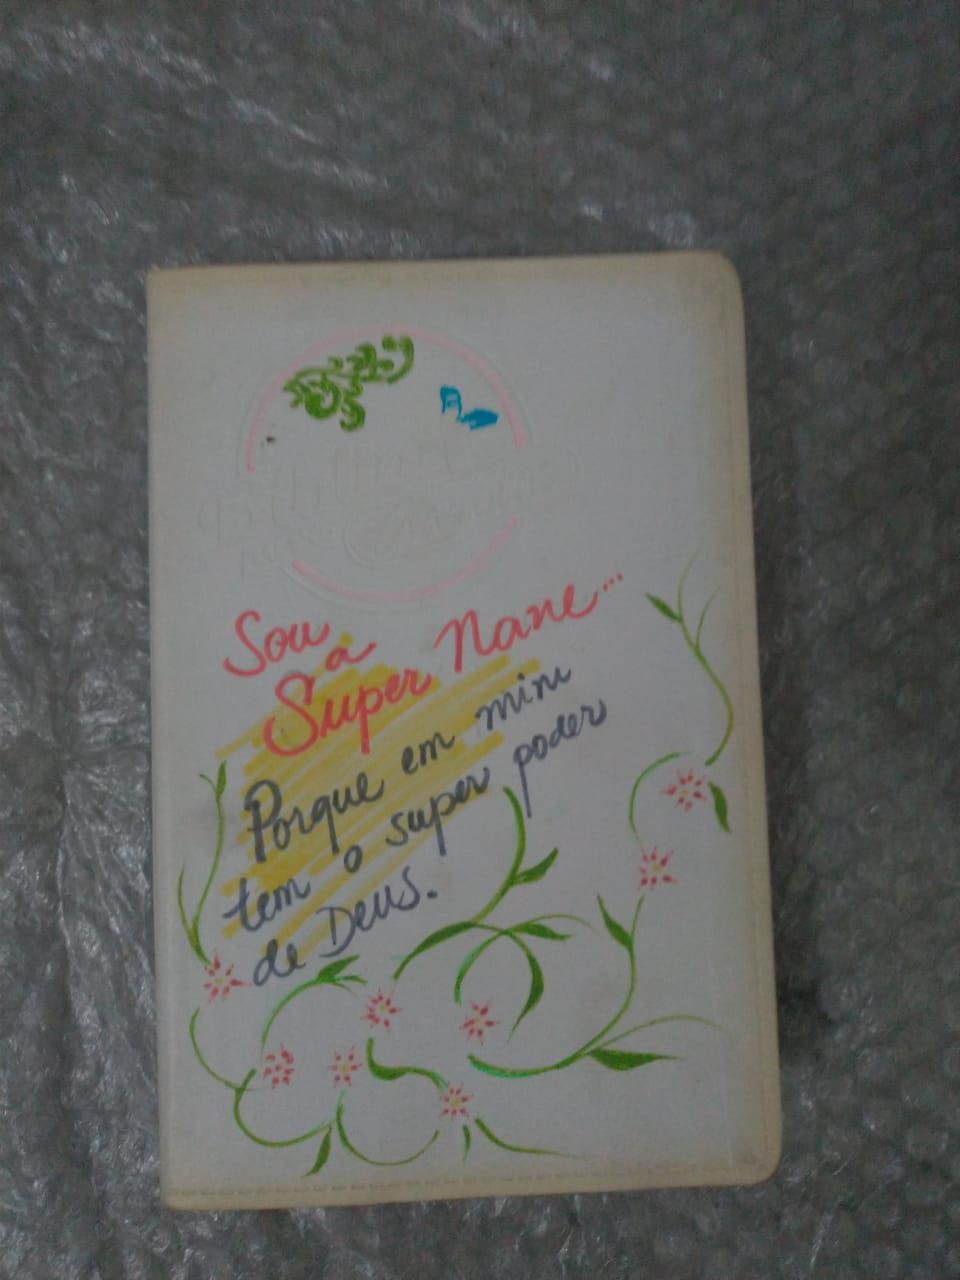 Sou
a
Super Nane...
Porque em mim
tem o super poder
de Deus.